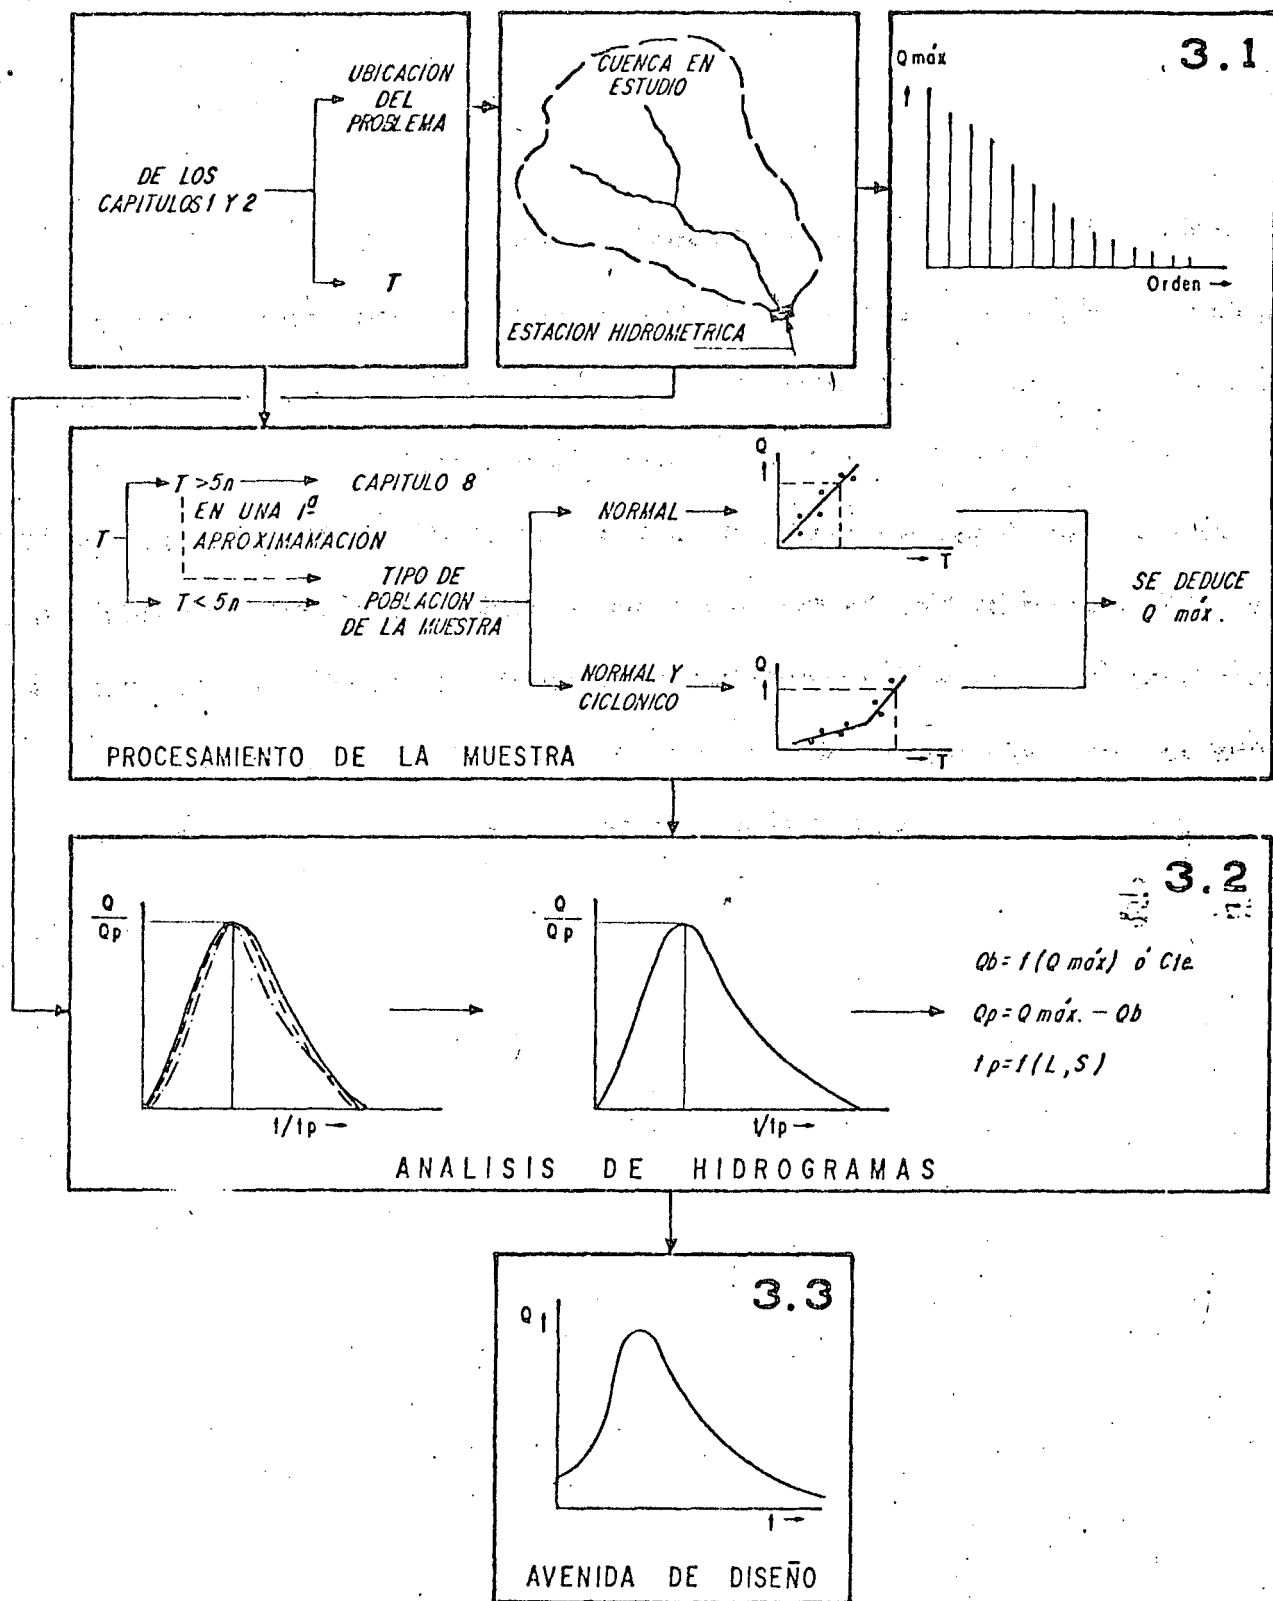 DE LOS
CAPITULOS 1 Y 2
UBICACION
DEL
PROBLEMA
T
CUENCA EN
ESTUDIO
ESTACION HIDROMETRICA
3.1
Q máx
Orden
T
T >5n
CAPITULO 8
EN UNA 1ª
APROXIMAMACIÓN
T < 5n
TIPO DE
POBLACION
DE LA MUESTRA
NORMAL
Q
T
NORMAL Y
CICLONICO
Q
T
SE DEDUCE
Q máx.
PROCESAMIENTO DE LA MUESTRA
3.2
Q
Qp
t/tp
Q
Qp
t/tp
Qb = f (Q máx) ó Cte.
Qp = Q máx. - Qb
tp = f (L, S)
ANALISIS DE HIDROGRAMAS
3.3
Q
t
AVENIDA DE DISEÑO